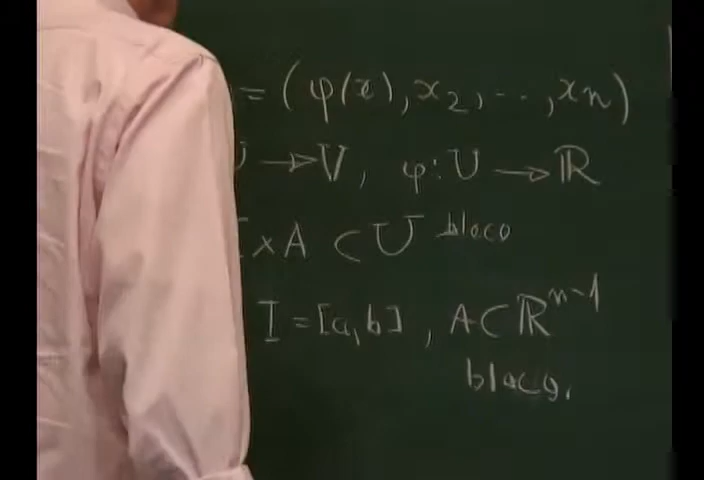 = (φ(x), x₂, ..., xₙ)
U → V, φ: U → ℝ
I × A ⊂ U bloco
I = [a, b], A ⊂ ℝⁿ⁻¹
bloco.